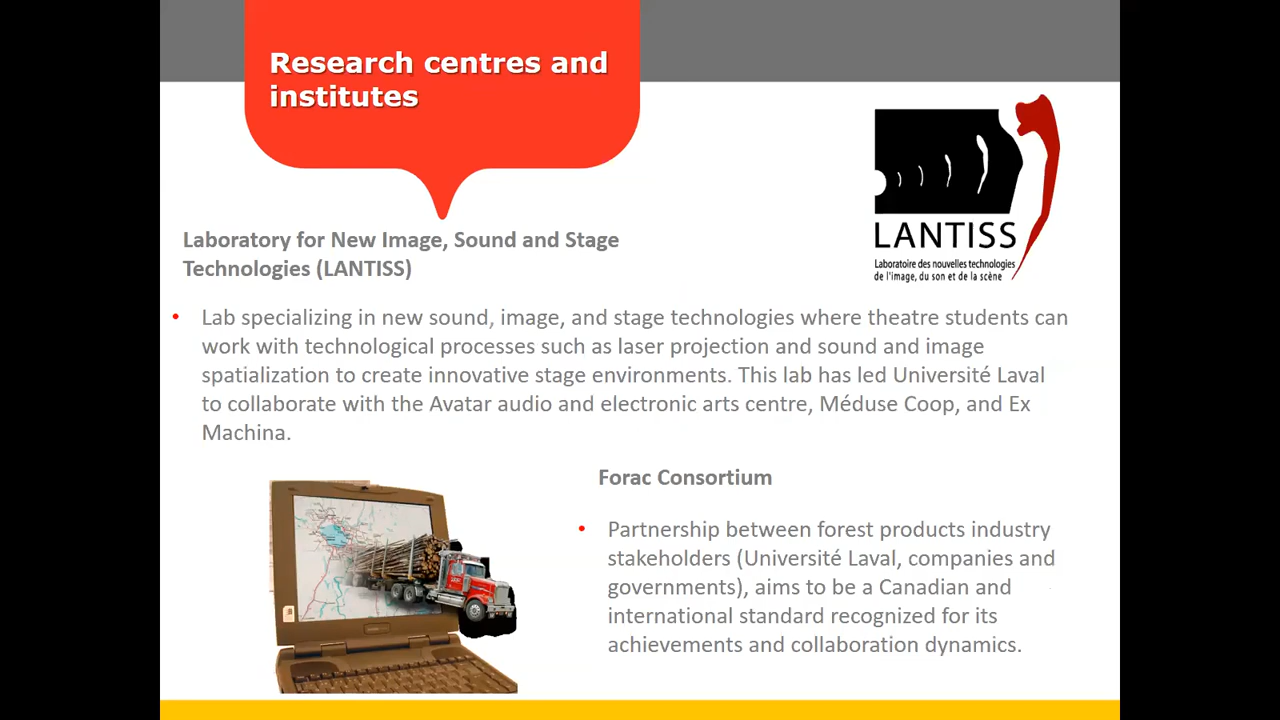 Research centres and
institutes
LANTISS
Laboratoire des nouvelles technologies
de l'image, du son et de la scène
Laboratory for New Image, Sound and Stage
Technologies (LANTISS)
• Lab specializing in new sound, image, and stage technologies where theatre students can
work with technological processes such as laser projection and sound and image
spatialization to create innovative stage environments. This lab has led Université Laval
to collaborate with the Avatar audio and electronic arts centre, Méduse Coop, and Ex
Machina.
Forac Consortium
• Partnership between forest products industry
stakeholders (Université Laval, companies and
governments), aims to be a Canadian and
international standard recognized for its
achievements and collaboration dynamics.